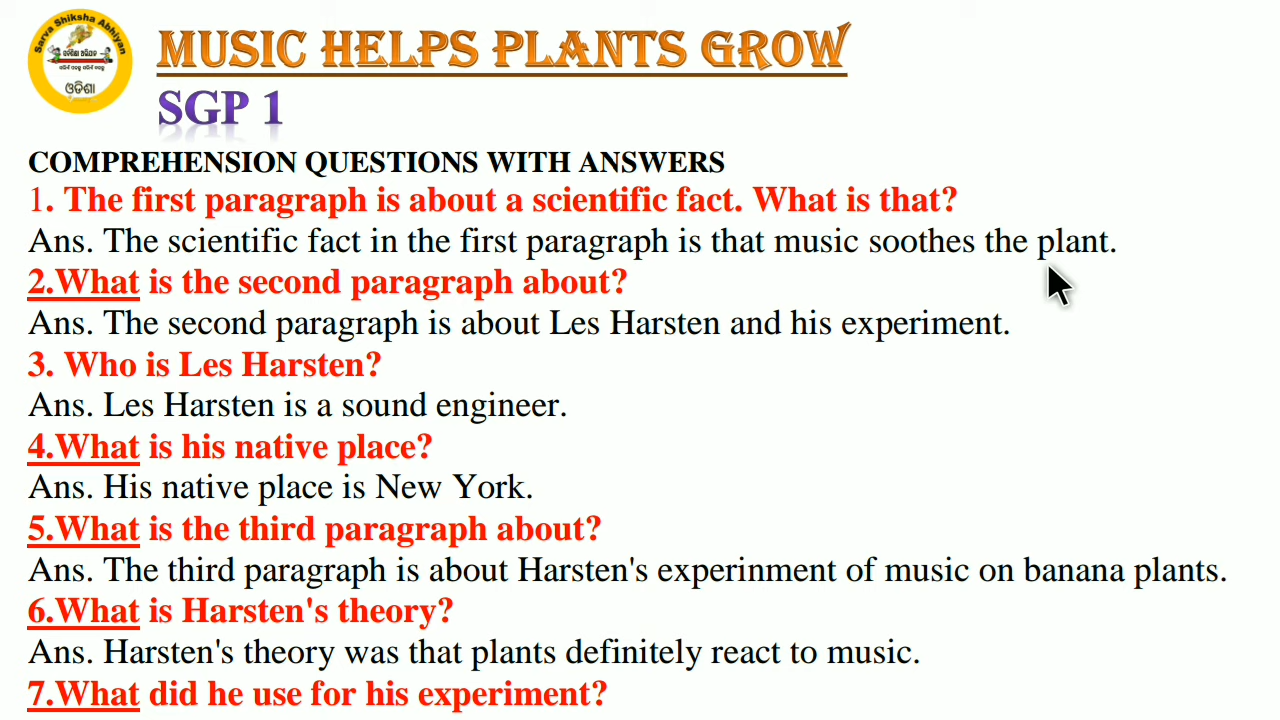 Sarva Shiksha Abhiyan
ଓଡିଶା
MUSIC HELPS PLANTS GROW
SGP 1
COMPREHENSION QUESTIONS WITH ANSWERS
1. The first paragraph is about a scientific fact. What is that?
Ans. The scientific fact in the first paragraph is that music soothes the plant.
2.What is the second paragraph about?
Ans. The second paragraph is about Les Harsten and his experiment.
3. Who is Les Harsten?
Ans. Les Harsten is a sound engineer.
4.What is his native place?
Ans. His native place is New York.
5.What is the third paragraph about?
Ans. The third paragraph is about Harsten's experinment of music on banana plants.
6.What is Harsten's theory?
Ans. Harsten's theory was that plants definitely react to music.
7.What did he use for his experiment?